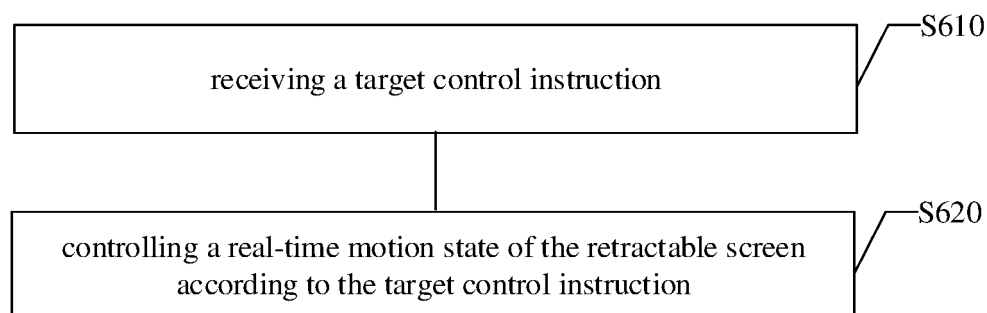 S610
receiving a target control instruction
S620
controlling a real-time motion state of the retractable screen
according to the target control instruction